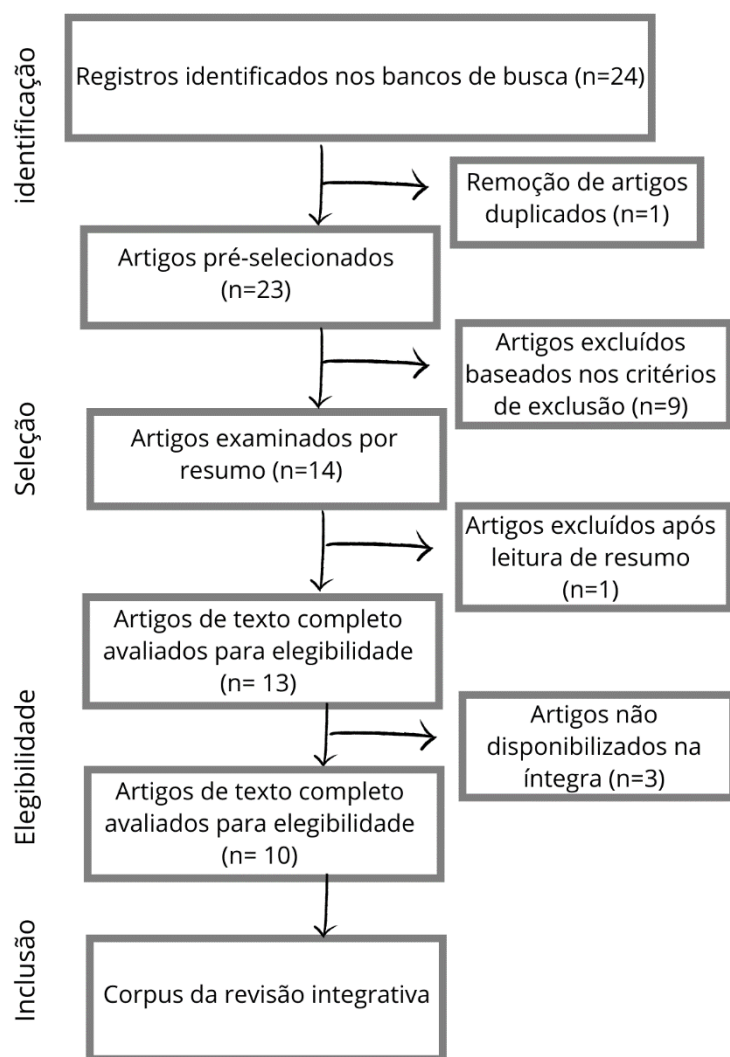 identificação
Registros identificados nos bancos de busca (n=24)
Remoção de artigos
duplicados (n=1)
Artigos pré-selecionados
(n=23)
Seleção
Artigos excluídos
baseados nos critérios
de exclusão (n=9)
Artigos examinados por
resumo (n=14)
Artigos excluídos após
leitura de resumo
(n=1)
Elegibilidade
Artigos de texto completo
avaliados para elegibilidade
(n= 13)
Artigos não
disponibilizados na
íntegra (n=3)
Artigos de texto completo
avaliados para elegibilidade
(n= 10)
Inclusão
Corpus da revisão integrativa